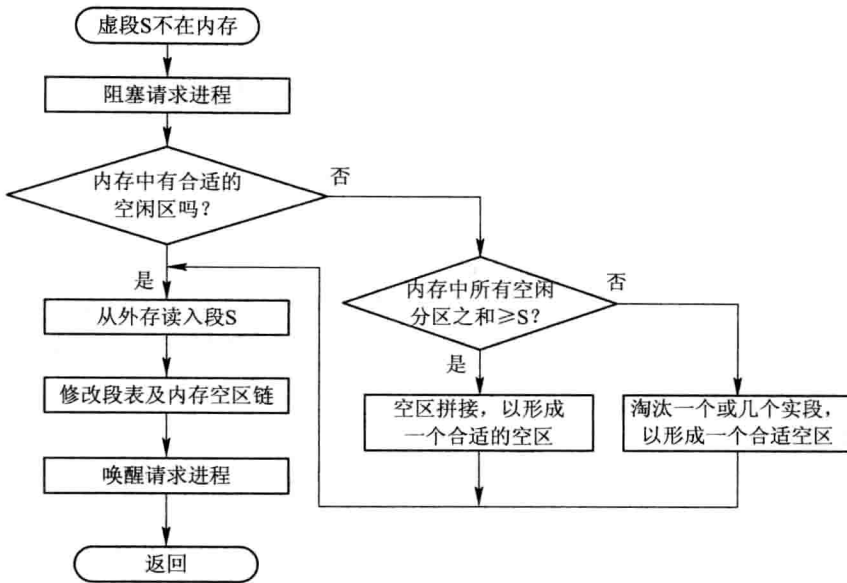 虚段S不在内存
阻塞请求进程
内存中有合适的
空闲区吗?
否
是
内存中所有空闲
分区之和≥S?
否
从外存读入段S
是
修改段表及内存空区链
空区拼接，以形成
一个合适的空区
淘汰一个或几个实段，
以形成一个合适空区
唤醒请求进程
返回